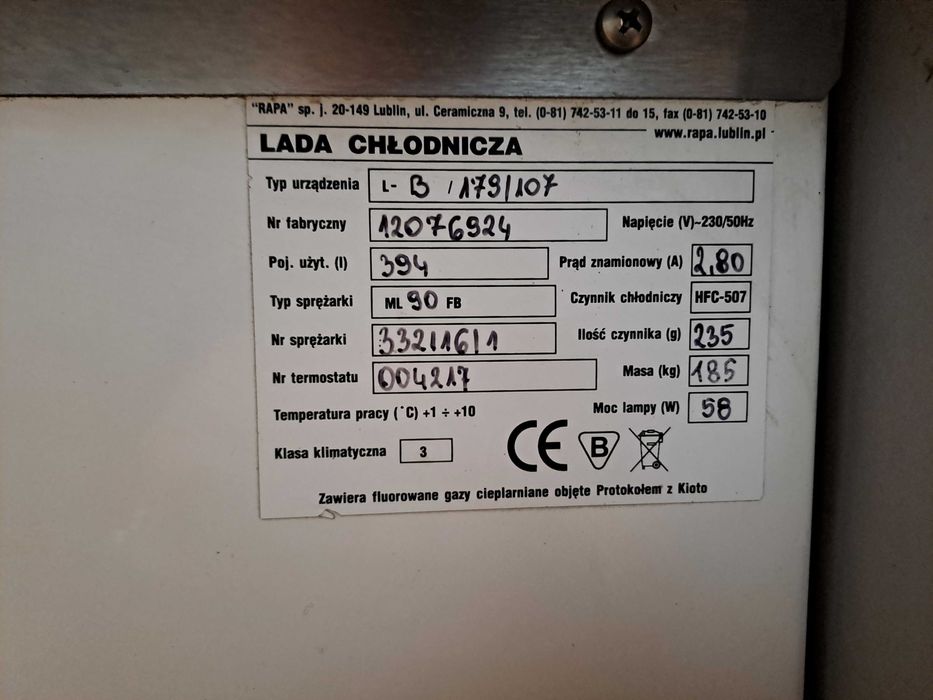 "RAPA" sp. j. 20-149 Lublin, ul. Ceramiczna 9, tel. (0-81) 742-53-11 do 15, fax (0-81) 742-53-10
www.rapa.lublin.pl
LADA CHŁODNICZA
Typ urządzenia L- B / 179/107
Nr fabryczny 12076924 Napięcie (V)~230/50Hz
Poj. użyt. (l) 394 Prąd znamionowy (A) 2,80
Typ sprężarki ML 90 FB Czynnik chłodniczy HFC-507
Nr sprężarki 332116/1 Ilość czynnika (g) 235
Nr termostatu 004217 Masa (kg) 185
Temperatura pracy (°C) +1 ÷ +10 Moc lampy (W) 58
Klasa klimatyczna 3 CE B
Zawiera fluorowane gazy cieplarniane objęte Protokołem z Kioto